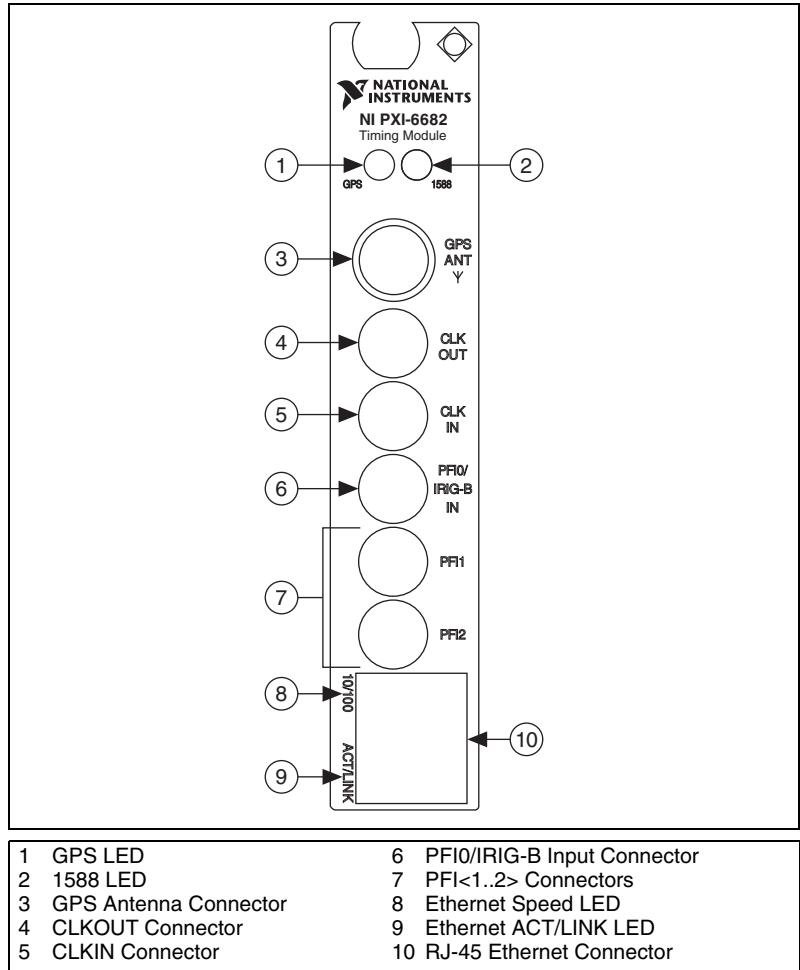 NATIONAL
INSTRUMENTS
NI PXI-6682
Timing Module
1
2
GPS
1588
3
GPS
ANT
4
CLK
OUT
5
CLK
IN
6
PFI0/
IRIG-B
IN
PFI1
7
PFI2
8
10/100
10
9
ACT/LINK
1 GPS LED
2 1588 LED
3 GPS Antenna Connector
4 CLKOUT Connector
5 CLKIN Connector
6 PFI0/IRIG-B Input Connector
7 PFI<1..2> Connectors
8 Ethernet Speed LED
9 Ethernet ACT/LINK LED
10 RJ-45 Ethernet Connector